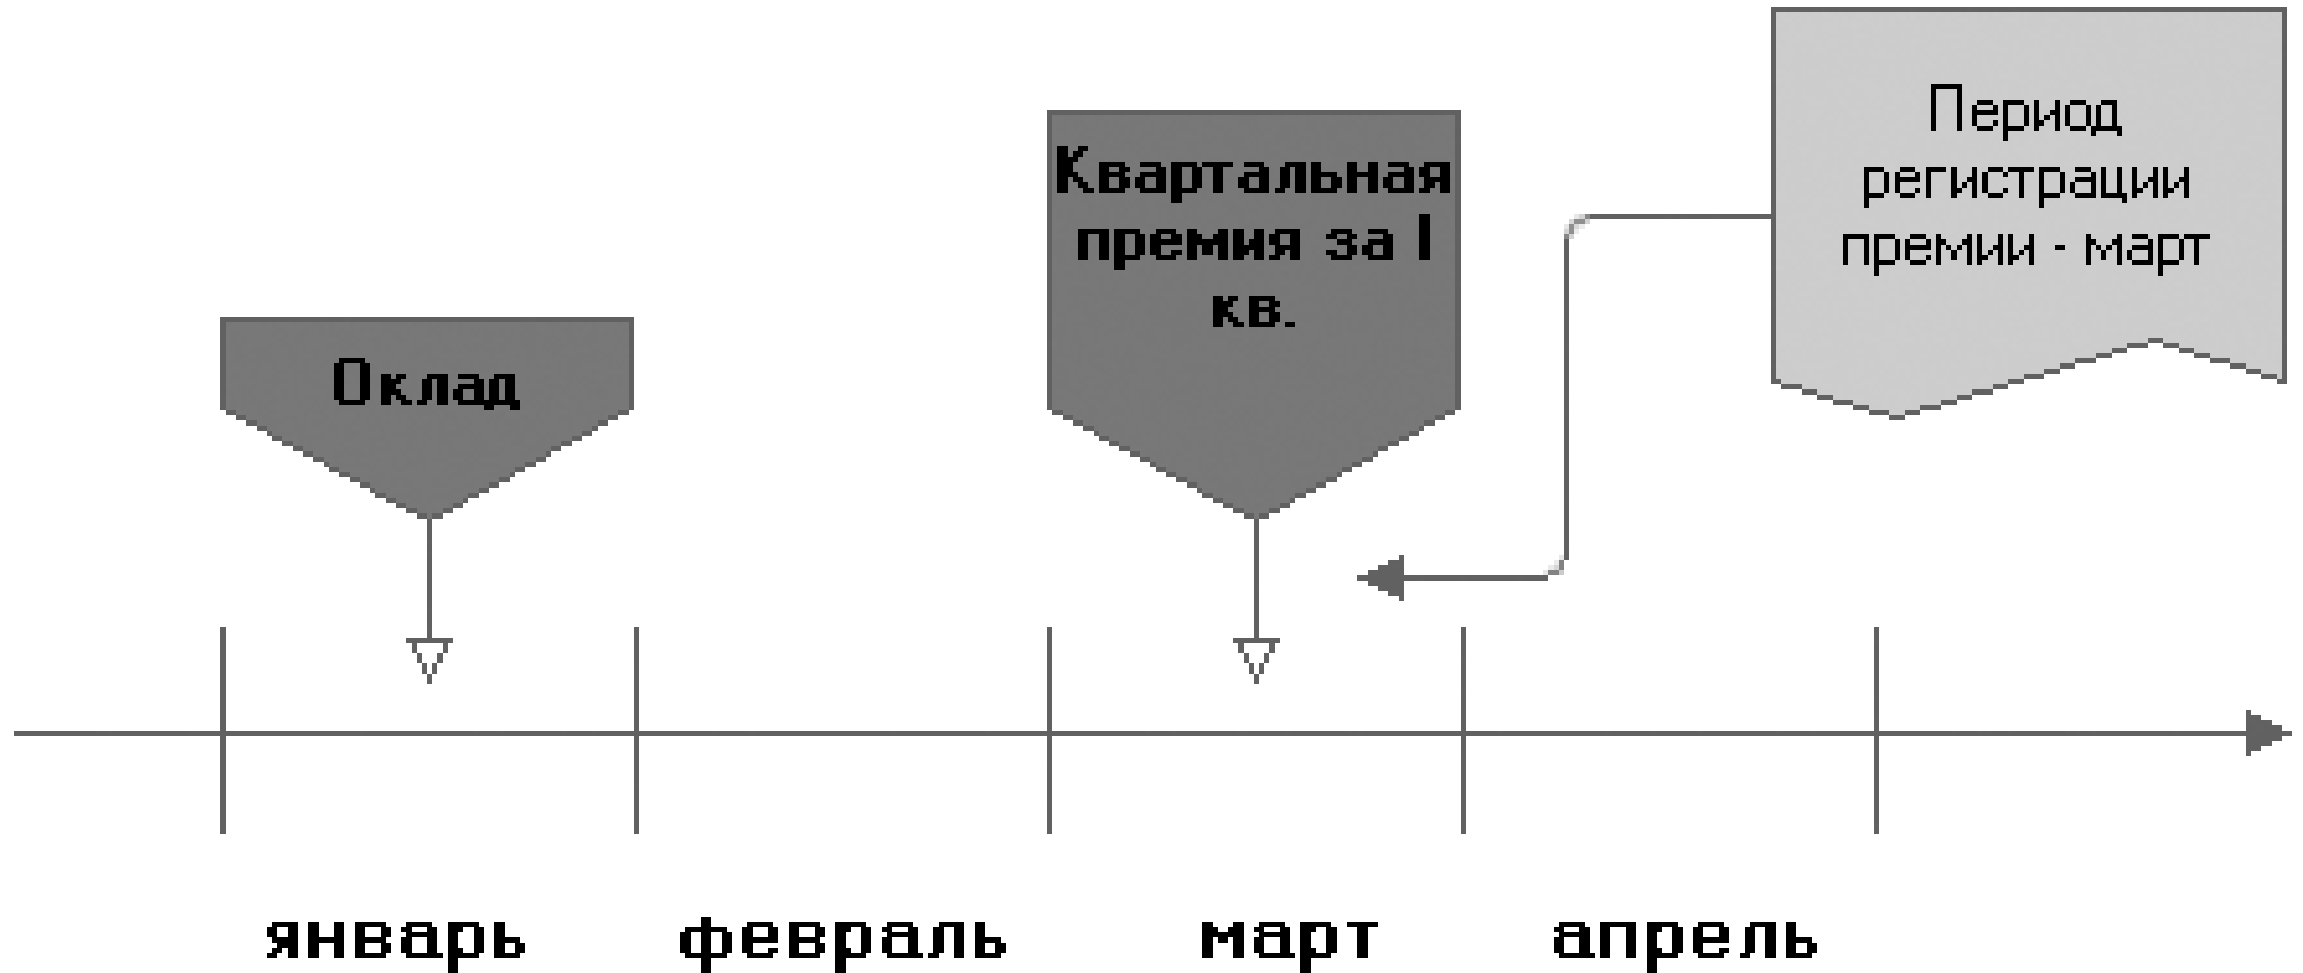 Период
регистрации
премии - март
Квартальная
премия за I
кв.
Оклад
январь февраль март апрель